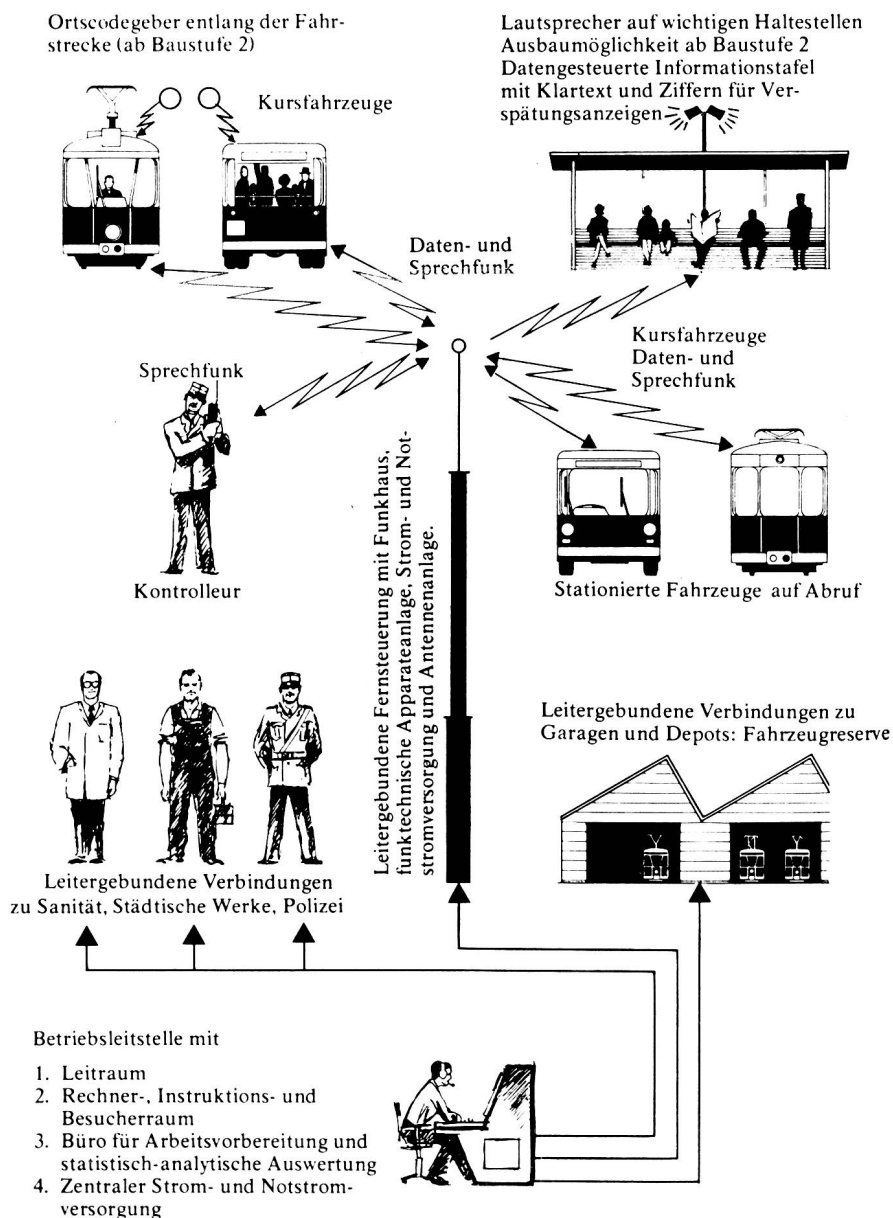 Ortscodegeber entlang der Fahr-
strecke (ab Baustufe 2)
Kursfahrzeuge
Lautsprecher auf wichtigen Haltestellen
Ausbaumöglichkeit ab Baustufe 2
Datengesteuerte Informationstafel
mit Klartext und Ziffern für Ver-
spätungsanzeigen
Daten- und
Sprechfunk
Kursfahrzeuge
Daten- und
Sprechfunk
Sprechfunk
Kontrolleur
Stationierte Fahrzeuge auf Abruf
Leitergebundene Fernsteuerung mit Funkhaus,
funktechnische Apparateanlage, Strom- und Not-
stromversorgung und Antennenanlage.
Leitergebundene Verbindungen zu
Garagen und Depots: Fahrzeugreserve
Leitergebundene Verbindungen
zu Sanität, Städtische Werke, Polizei
Betriebsleitstelle mit
1. Leitraum
2. Rechner-, Instruktions- und
Besucherraum
3. Büro für Arbeitsvorbereitung und
statistisch-analytische Auswertung
4. Zentraler Strom- und Notstrom-
versorgung